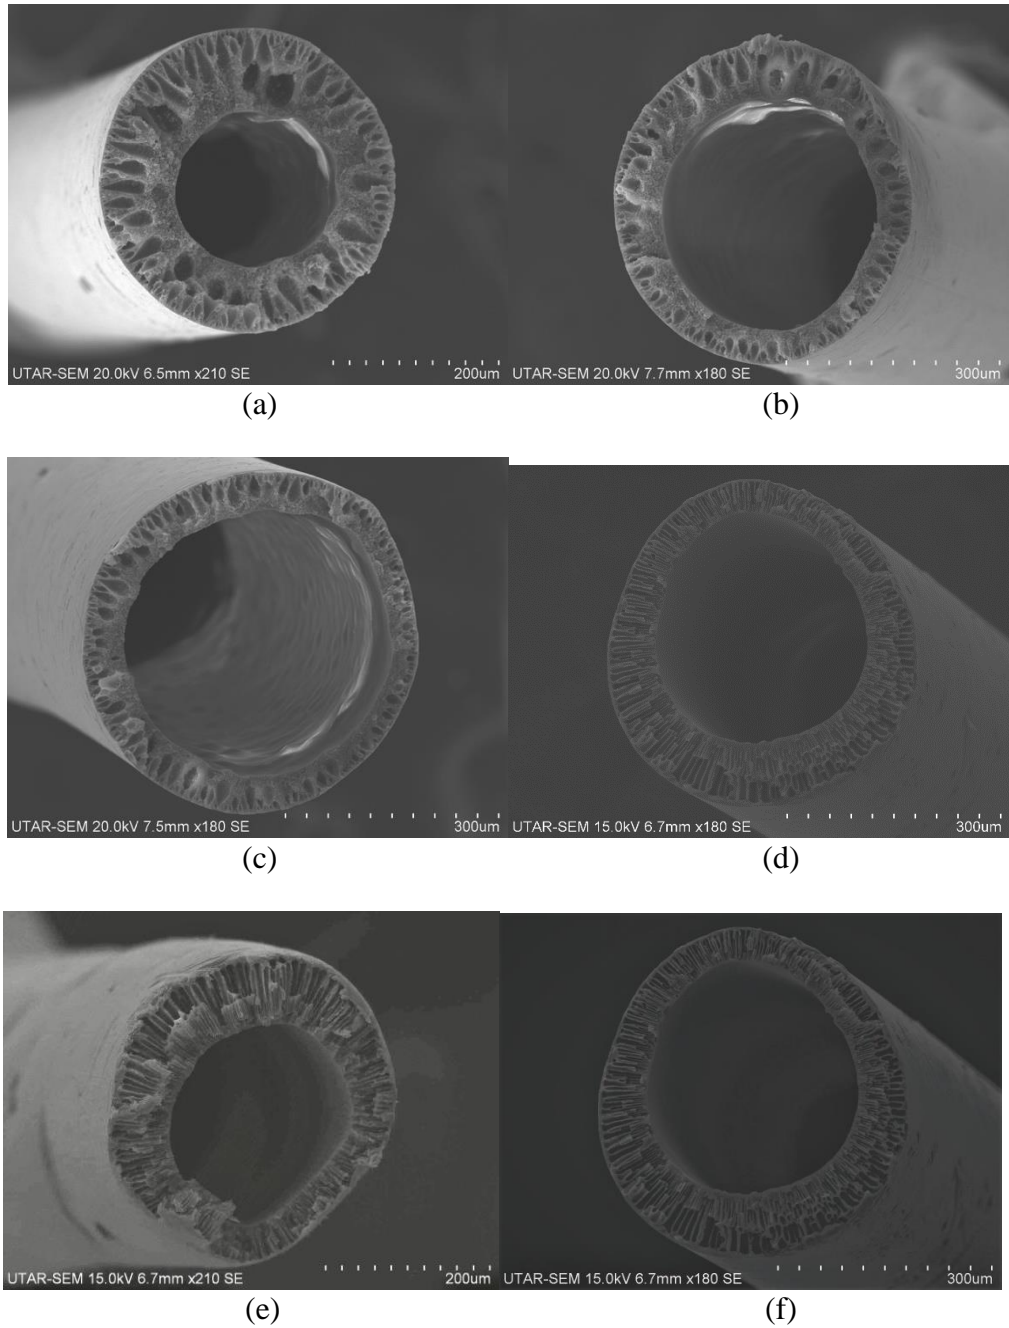 UTAR-SEM 20.0kV 6.5mm x210 SE 200um
UTAR-SEM 20.0kV 7.7mm x180 SE 300um
(a)
(b)
UTAR-SEM 20.0kV 7.5mm x180 SE 300um
UTAR-SEM 15.0kV 6.7mm x180 SE 300um
(c)
(d)
UTAR-SEM 15.0kV 6.7mm x210 SE 200um
UTAR-SEM 15.0kV 6.7mm x180 SE 300um
(e)
(f)